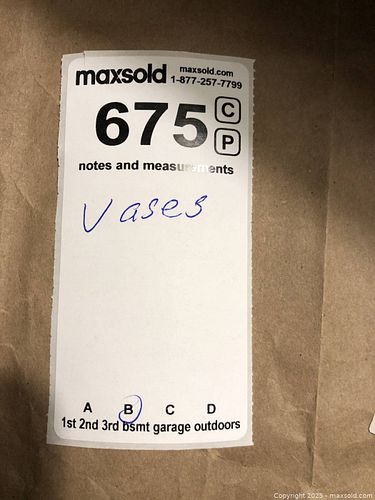 maxsold maxsold.com
1-877-257-7799
675 C
P
notes and measurements
Vases
A B C D
1st 2nd 3rd bsmt garage outdoors
Copyright 2025 - maxsold.com